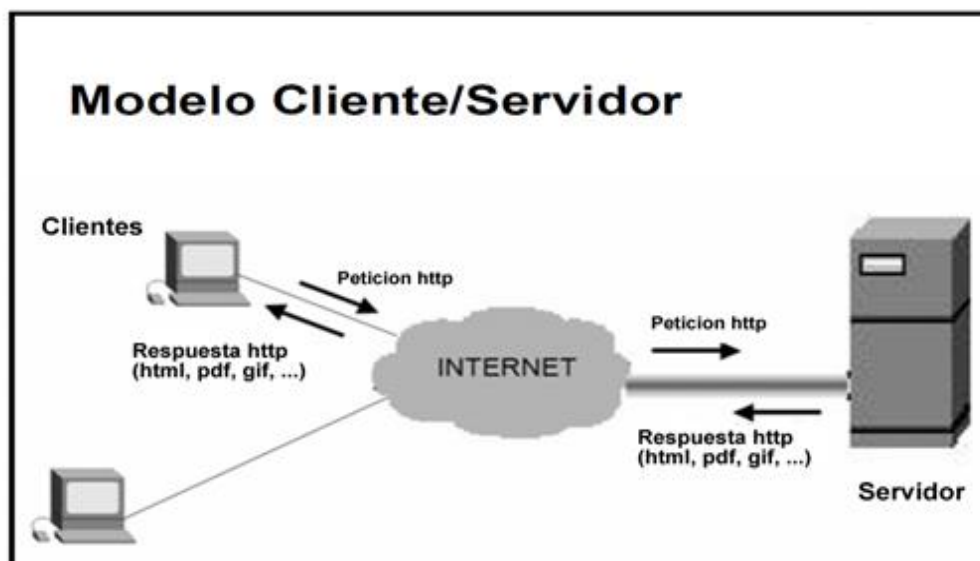 Modelo Cliente/Servidor
Clientes
Peticion http
Respuesta http
(html, pdf, gif, ...)
INTERNET
Peticion http
Respuesta http
(html, pdf, gif, ...)
Servidor